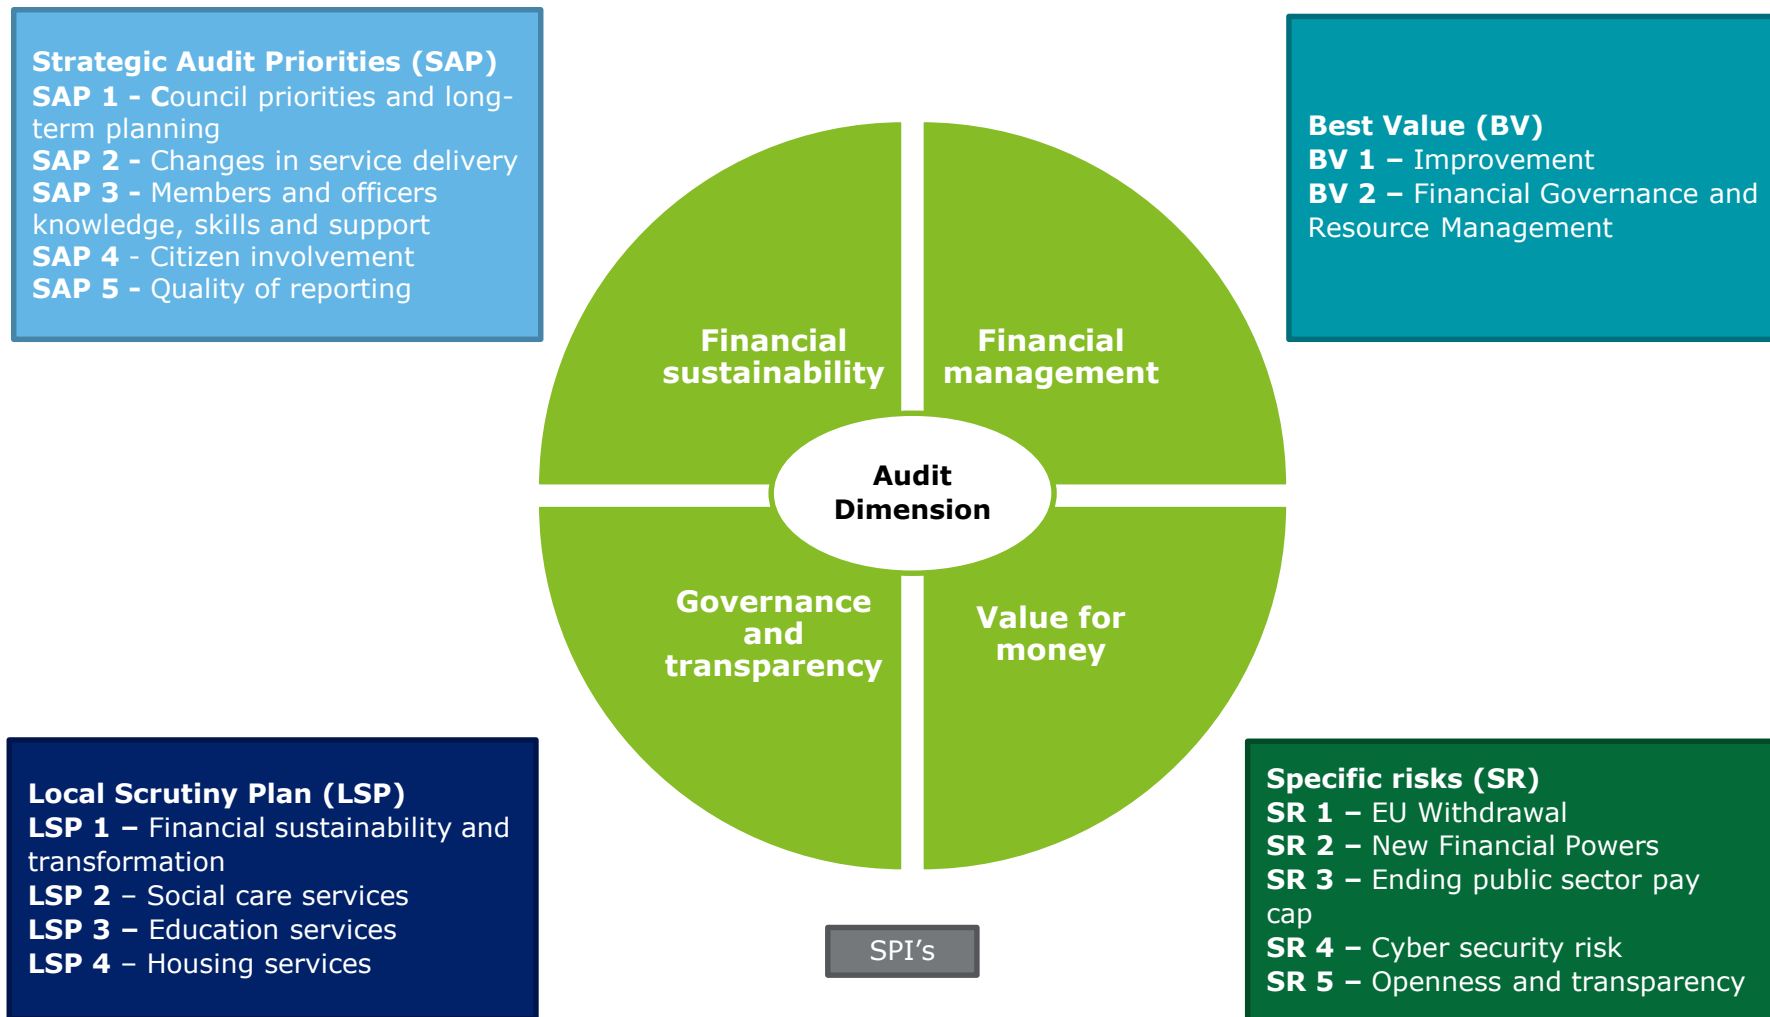 Strategic Audit Priorities (SAP)
SAP 1 - Council priorities and long-
term planning
SAP 2 - Changes in service delivery
SAP 3 - Members and officers
knowledge, skills and support
SAP 4 - Citizen involvement
SAP 5 - Quality of reporting
Best Value (BV)
BV 1 – Improvement
BV 2 – Financial Governance and
Resource Management
Financial
sustainability
Financial
management
Audit
Dimension
Governance
and
transparency
Value for
money
Local Scrutiny Plan (LSP)
LSP 1 – Financial sustainability and
transformation
LSP 2 – Social care services
LSP 3 – Education services
LSP 4 – Housing services
SPI's
Specific risks (SR)
SR 1 – EU Withdrawal
SR 2 – New Financial Powers
SR 3 – Ending public sector pay
cap
SR 4 – Cyber security risk
SR 5 – Openness and transparency